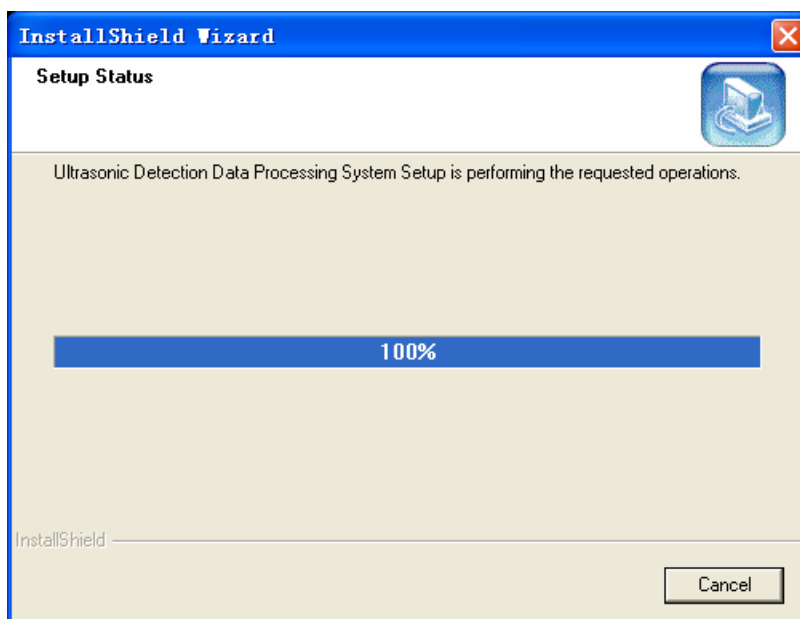 InstallShield Wizard
Setup Status
Ultrasonic Detection Data Processing System Setup is performing the requested operations.
100%
InstallShield
Cancel